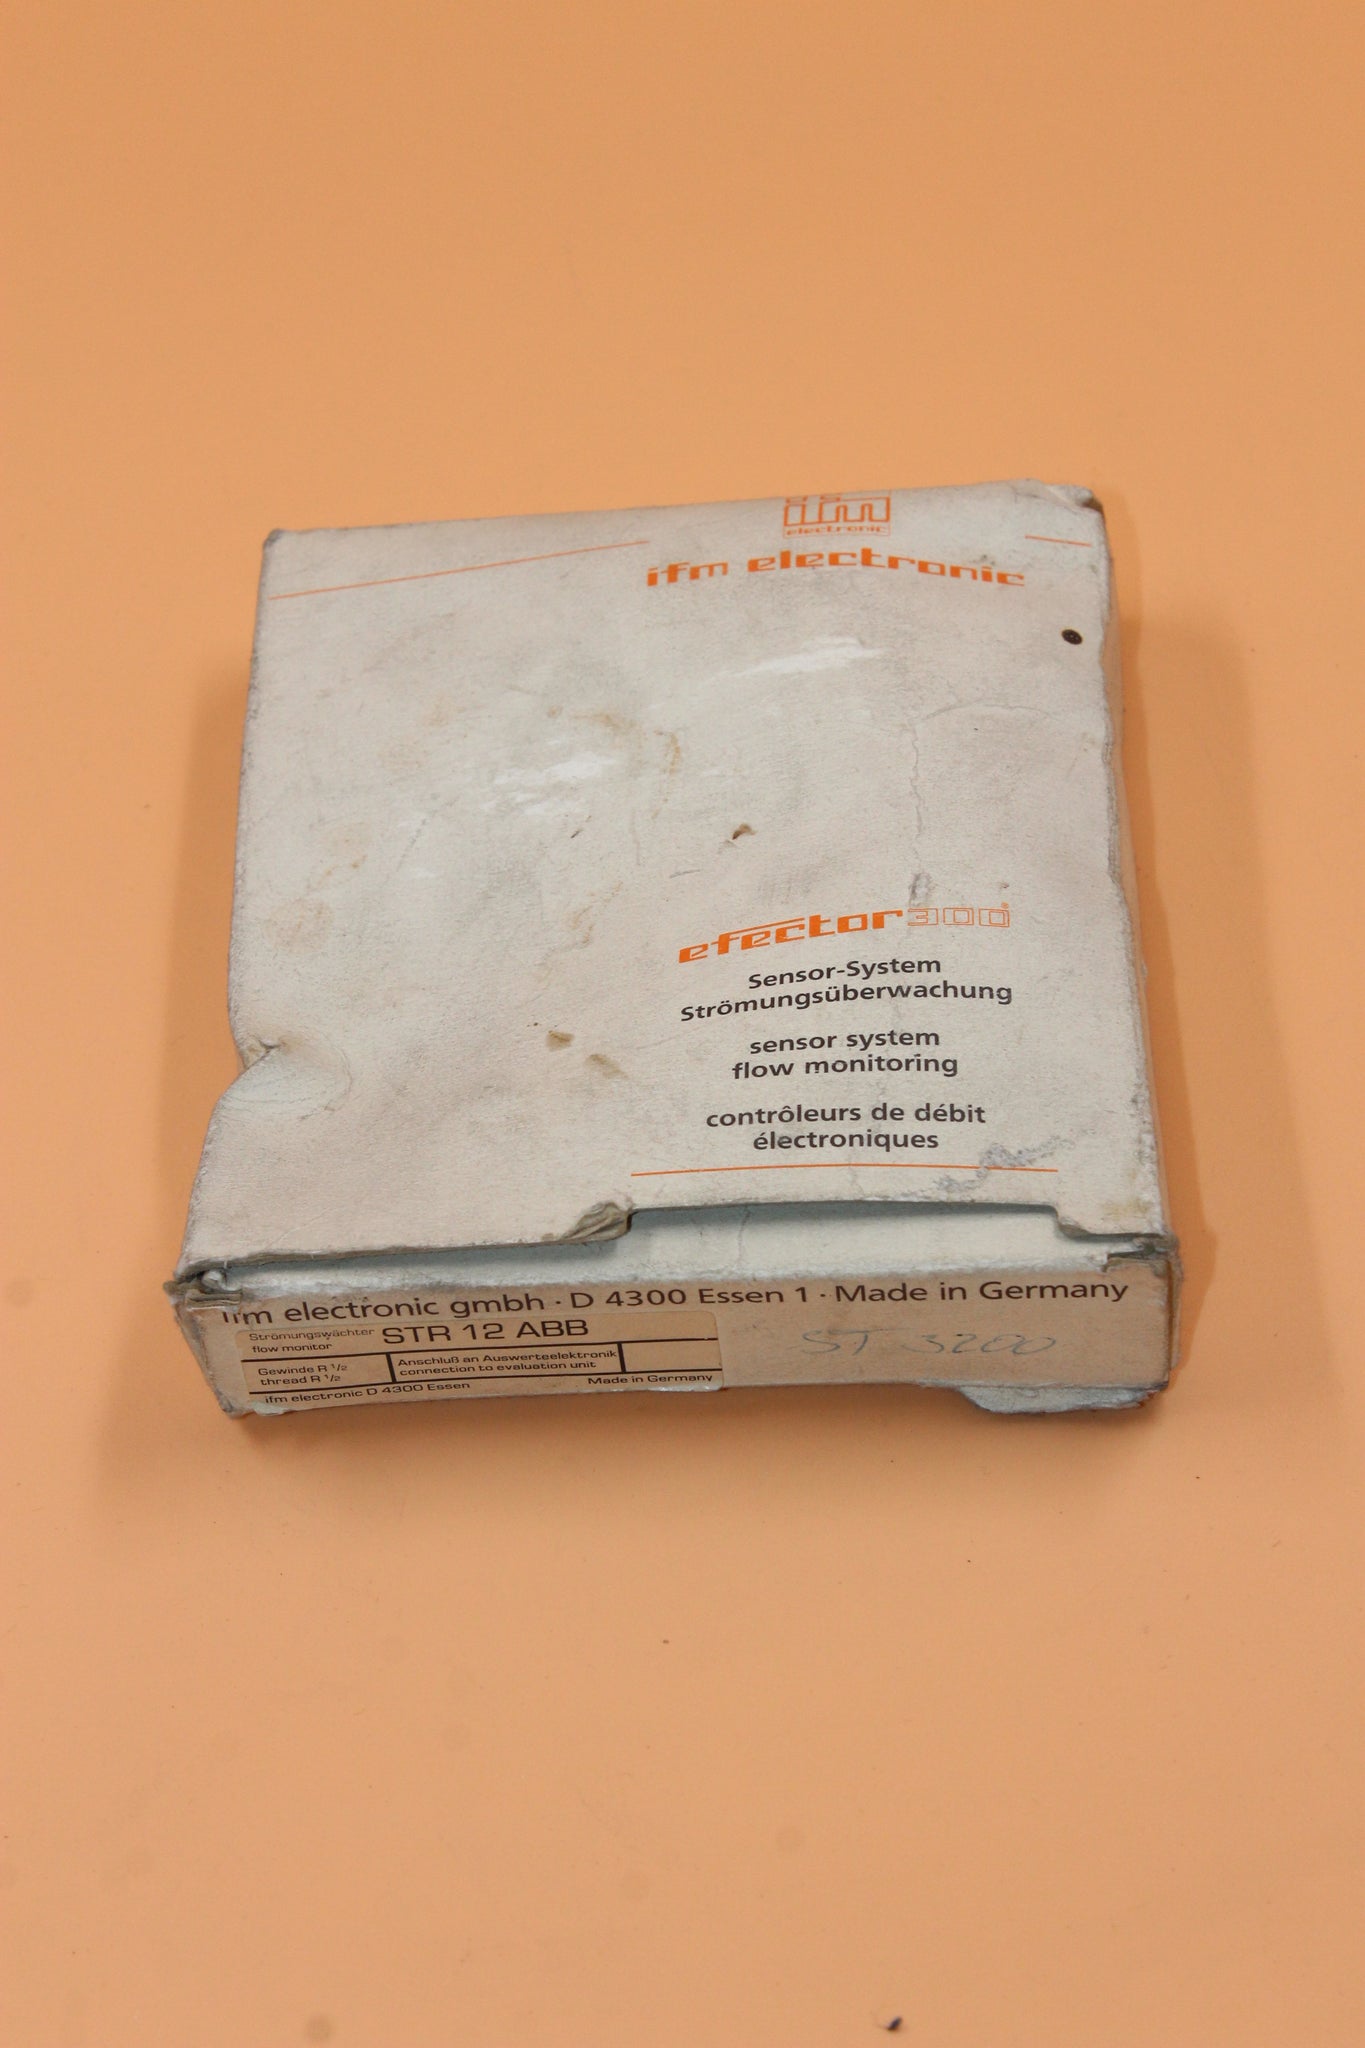 ifm
electronic
ifm electronic
efector300®
Sensor-System
Strömungsüberwachung
sensor system
flow monitoring
contrôleurs de débit
électroniques
ifm electronic gmbh · D 4300 Essen 1 · Made in Germany
Strömungswächter STR 12 ABB
flow monitor
Gewinde R 1/2 Anschluß an Auswerteelektronik
thread R 1/2 connection to evaluation unit
ifm electronic D 4300 Essen Made in Germany
ST 3200